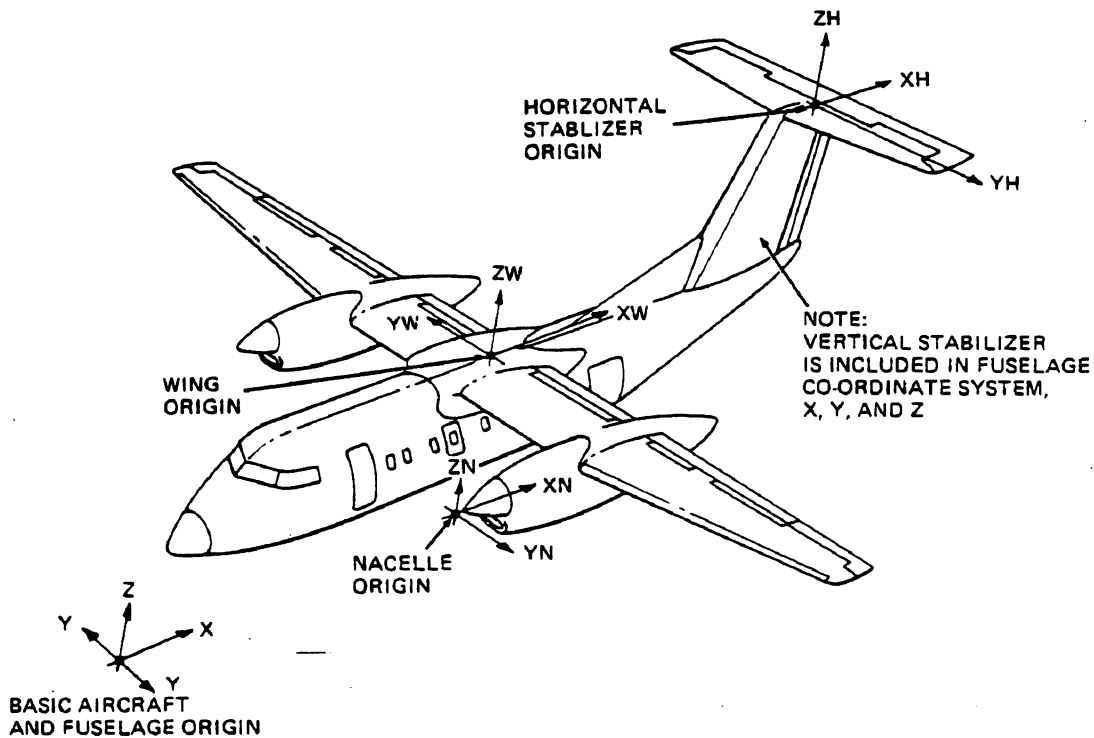 ZH
XH
HORIZONTAL
STABLIZER
ORIGIN
YH
ZW
YW
XW
NOTE:
VERTICAL STABILIZER
IS INCLUDED IN FUSELAGE
CO-ORDINATE SYSTEM,
X, Y, AND Z
WING
ORIGIN
ZN
XN
YN
NACELLE
ORIGIN
Z
Y
X
Y
BASIC AIRCRAFT
AND FUSELAGE ORIGIN